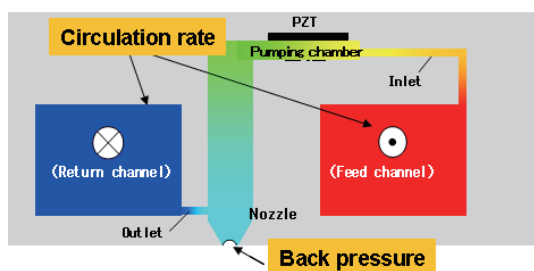 PZT
Circulation rate
Pumping chamber
Inlet
(Return channel)
(Feed channel)
Nozzle
Outlet
Back pressure